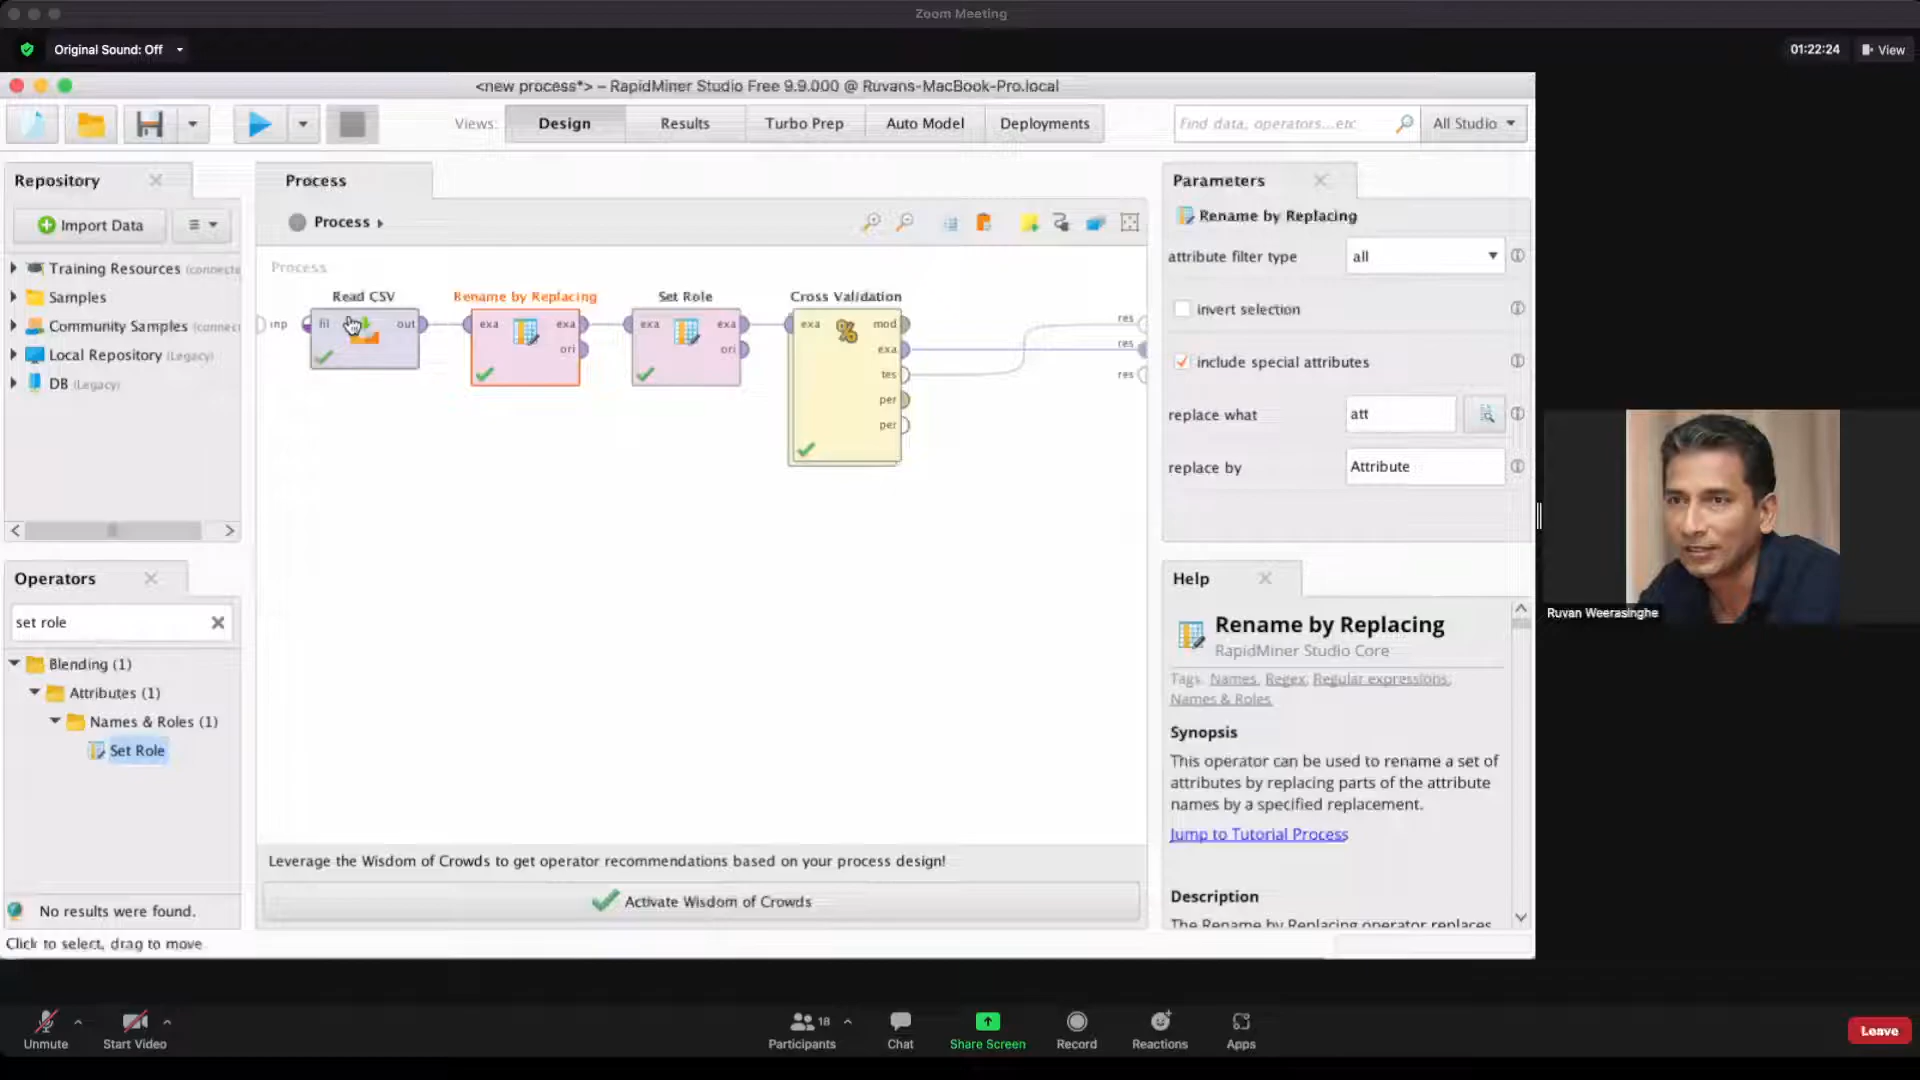 Zoom Meeting
Original Sound: Off
01:22:24
View
<new process*> – RapidMiner Studio Free 9.9.000 @ Ruvans-MacBook-Pro.local
Views:
Design
Results
Turbo Prep
Auto Model
Deployments
Find data, operators...etc
All Studio
Repository
Import Data
Training Resources (connecte
Samples
Community Samples (connec
Local Repository (Legacy)
DB (Legacy)
Process
Process
Process
Read CSV
Rename by Replacing
Set Role
Cross Validation
inp
fil
out
exa
exa
ori
exa
exa
ori
exa
mod
exa
tes
per
per
res
res
res
Leverage the Wisdom of Crowds to get operator recommendations based on your process design!
Activate Wisdom of Crowds
Operators
set role
Blending (1)
Attributes (1)
Names & Roles (1)
Set Role
No results were found.
Click to select, drag to move
Parameters
Rename by Replacing
attribute filter type
all
invert selection
include special attributes
replace what
att
replace by
Attribute
Help
Rename by Replacing
RapidMiner Studio Core
Tags: Names, Regex, Regular expressions,
Names & Roles
Synopsis
This operator can be used to rename a set of
attributes by replacing parts of the attribute
names by a specified replacement.
Jump to Tutorial Process
Description
The Rename by Replacing operator replaces
Ruvan Weerasinghe
Unmute
Start Video
18
Participants
Chat
Share Screen
Record
Reactions
Apps
Leave